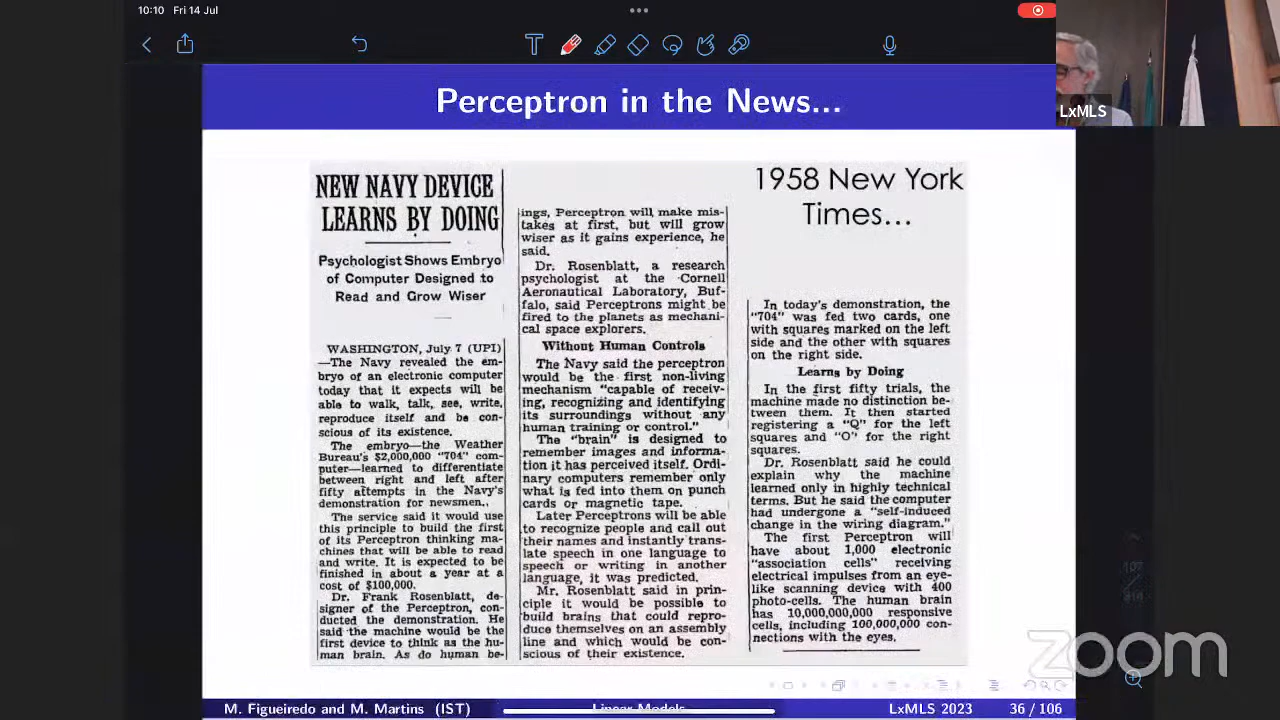 10:10 Fri 14 Jul
LxMLS
Perceptron in the News...
NEW NAVY DEVICE
LEARNS BY DOING
Psychologist Shows Embryo
of Computer Designed to
Read and Grow Wiser
WASHINGTON, July 7 (UPI)
—The Navy revealed the em-
bryo of an electronic computer
today that it expects will be
able to walk, talk, see, write,
reproduce itself and be con-
scious of its existence.
The embryo—the Weather
Bureau's $2,000,000 "704" com-
puter—learned to differentiate
between right and left after
fifty attempts in the Navy's
demonstration for newsmen.
The service said it would use
this principle to build the first
of its Perceptron thinking ma-
chines that will be able to read
and write. It is expected to be
finished in about a year at a
cost of $100,000.
Dr. Frank Rosenblatt, de-
signer of the Perceptron, con-
ducted the demonstration. He
said the machine would be the
first device to think as the hu-
man brain. As do human be-
ings, Perceptron will make mis-
takes at first, but will grow
wiser as it gains experience, he
said.
Dr. Rosenblatt, a research
psychologist at the Cornell
Aeronautical Laboratory, Buf-
falo, said Perceptrons might be
fired to the planets as mechani-
cal space explorers.
Without Human Controls
The Navy said the perceptron
would be the first non-living
mechanism "capable of receiv-
ing, recognizing and identifying
its surroundings without any
human training or control."
The "brain" is designed to
remember images and informa-
tion it has perceived itself. Ordi-
nary computers remember only
what is fed into them on punch
cards or magnetic tape.
Later Perceptrons will be able
to recognize people and call out
their names and instantly trans-
late speech in one language to
speech or writing in another
language, it was predicted.
Mr. Rosenblatt said in prin-
ciple it would be possible to
build brains that could repro-
duce themselves on an assembly
line and which would be con-
scious of their existence.
1958 New York
Times...
In today's demonstration, the
"704" was fed two cards, one
with squares marked on the left
side and the other with squares
on the right side.
Learns by Doing
In the first fifty trials, the
machine made no distinction be-
tween them. It then started
registering a "Q" for the left
squares and "O" for the right
squares.
Dr. Rosenblatt said he could
explain why the machine
learned only in highly technical
terms. But he said the computer
had undergone a "self-induced
change in the wiring diagram."
The first Perceptron will
have about 1,000 electronic
"association cells" receiving
electrical impulses from an eye-
like scanning device with 400
photo-cells. The human brain
has 10,000,000,000 responsive
cells, including 100,000,000 con-
nections with the eyes.
107
zoom
M. Figueiredo and M. Martins (IST)
Linear Models
LxMLS 2023
36 / 106